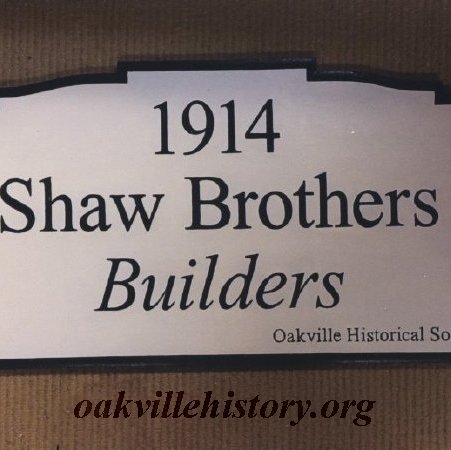 1914
Shaw Brothers
Builders
Oakville Historical So
oakvillehistory.org